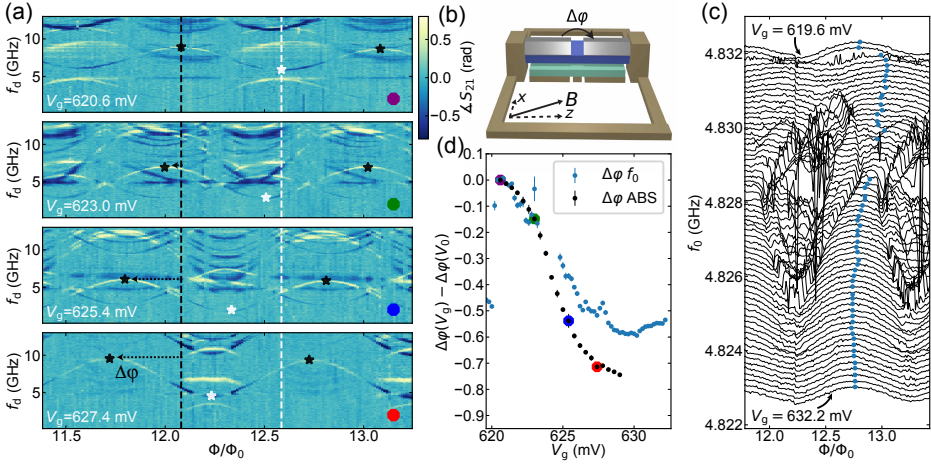 (a)
10
5
f_d (GHz)
V_g=620.6 mV
0.5
0.0
−0.5
∠S_21 (rad)
10
5
f_d (GHz)
V_g=623.0 mV
10
5
f_d (GHz)
V_g=625.4 mV
10
5
f_d (GHz)
Δφ
V_g=627.4 mV
11.5
12.0
12.5
13.0
Φ/Φ_0
(b)
Δφ
x
B
z
(d)
Δφ f_0
Δφ ABS
0.0
−0.1
−0.2
−0.3
−0.4
−0.5
−0.6
−0.7
−0.8
−0.9
Δφ(V_g) − Δφ(V_0)
620
625
630
V_g (mV)
(c)
V_g = 619.6 mV
4.832
4.830
4.828
4.826
4.824
4.822
f_0 (GHz)
V_g = 632.2 mV
11.8
12.4
13.0
Φ/Φ_0